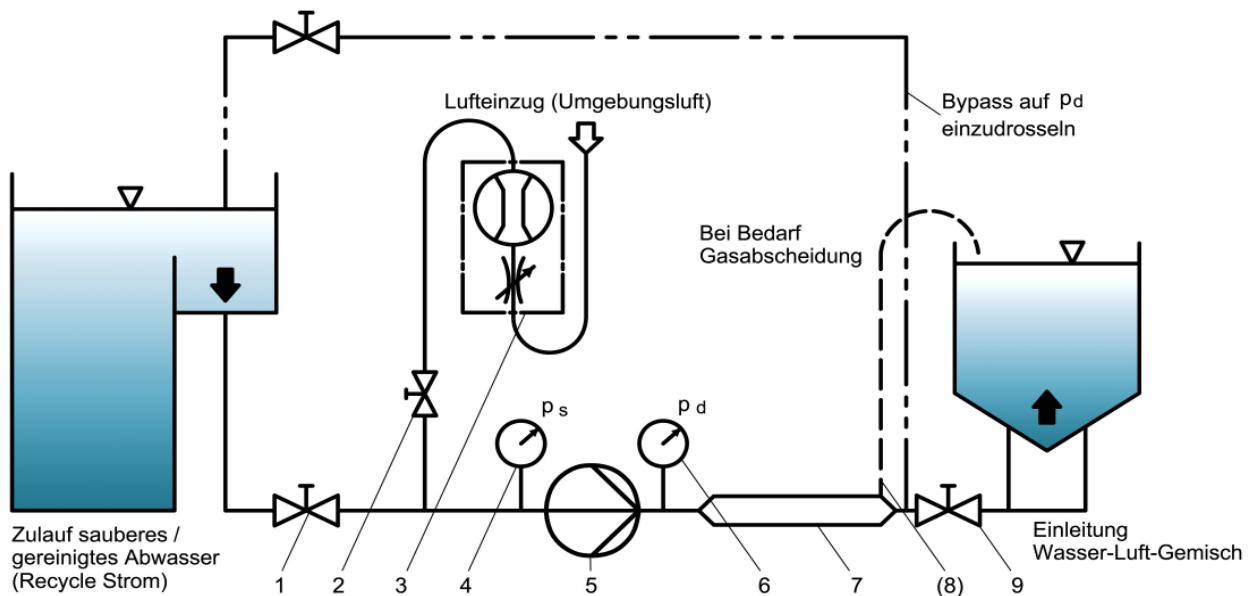 Lufteinzug (Umgebungsluft)
Bypass auf pd
einzudrosseln
Bei Bedarf
Gasabscheidung
ps
pd
Zulauf sauberes /
gereinigtes Abwasser
(Recycle Strom)
Einleitung
Wasser-Luft-Gemisch
1
2
3
4
5
6
7
(8)
9